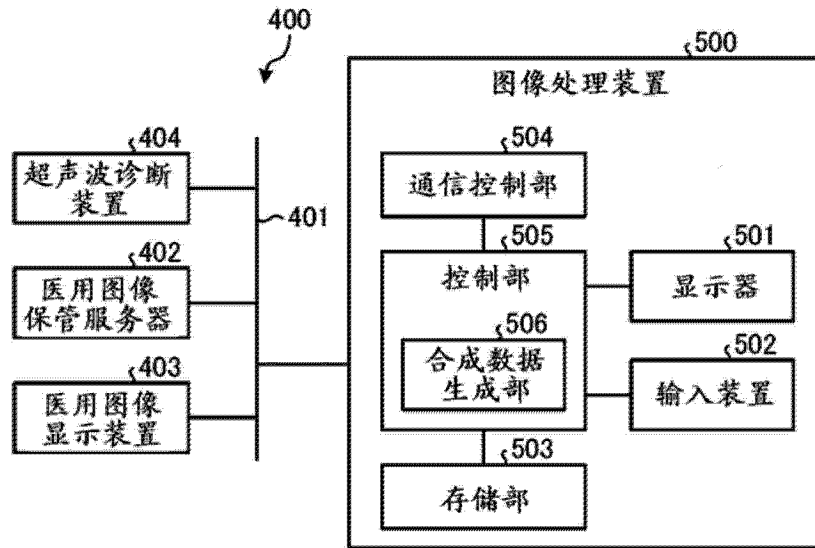 400
500
图像处理装置
404
超声波诊断
装置
504
通信控制部
401
505
控制部
501
显示器
402
医用图像
保管服务器
506
合成数据
生成部
502
输入装置
403
医用图像
显示装置
503
存储部